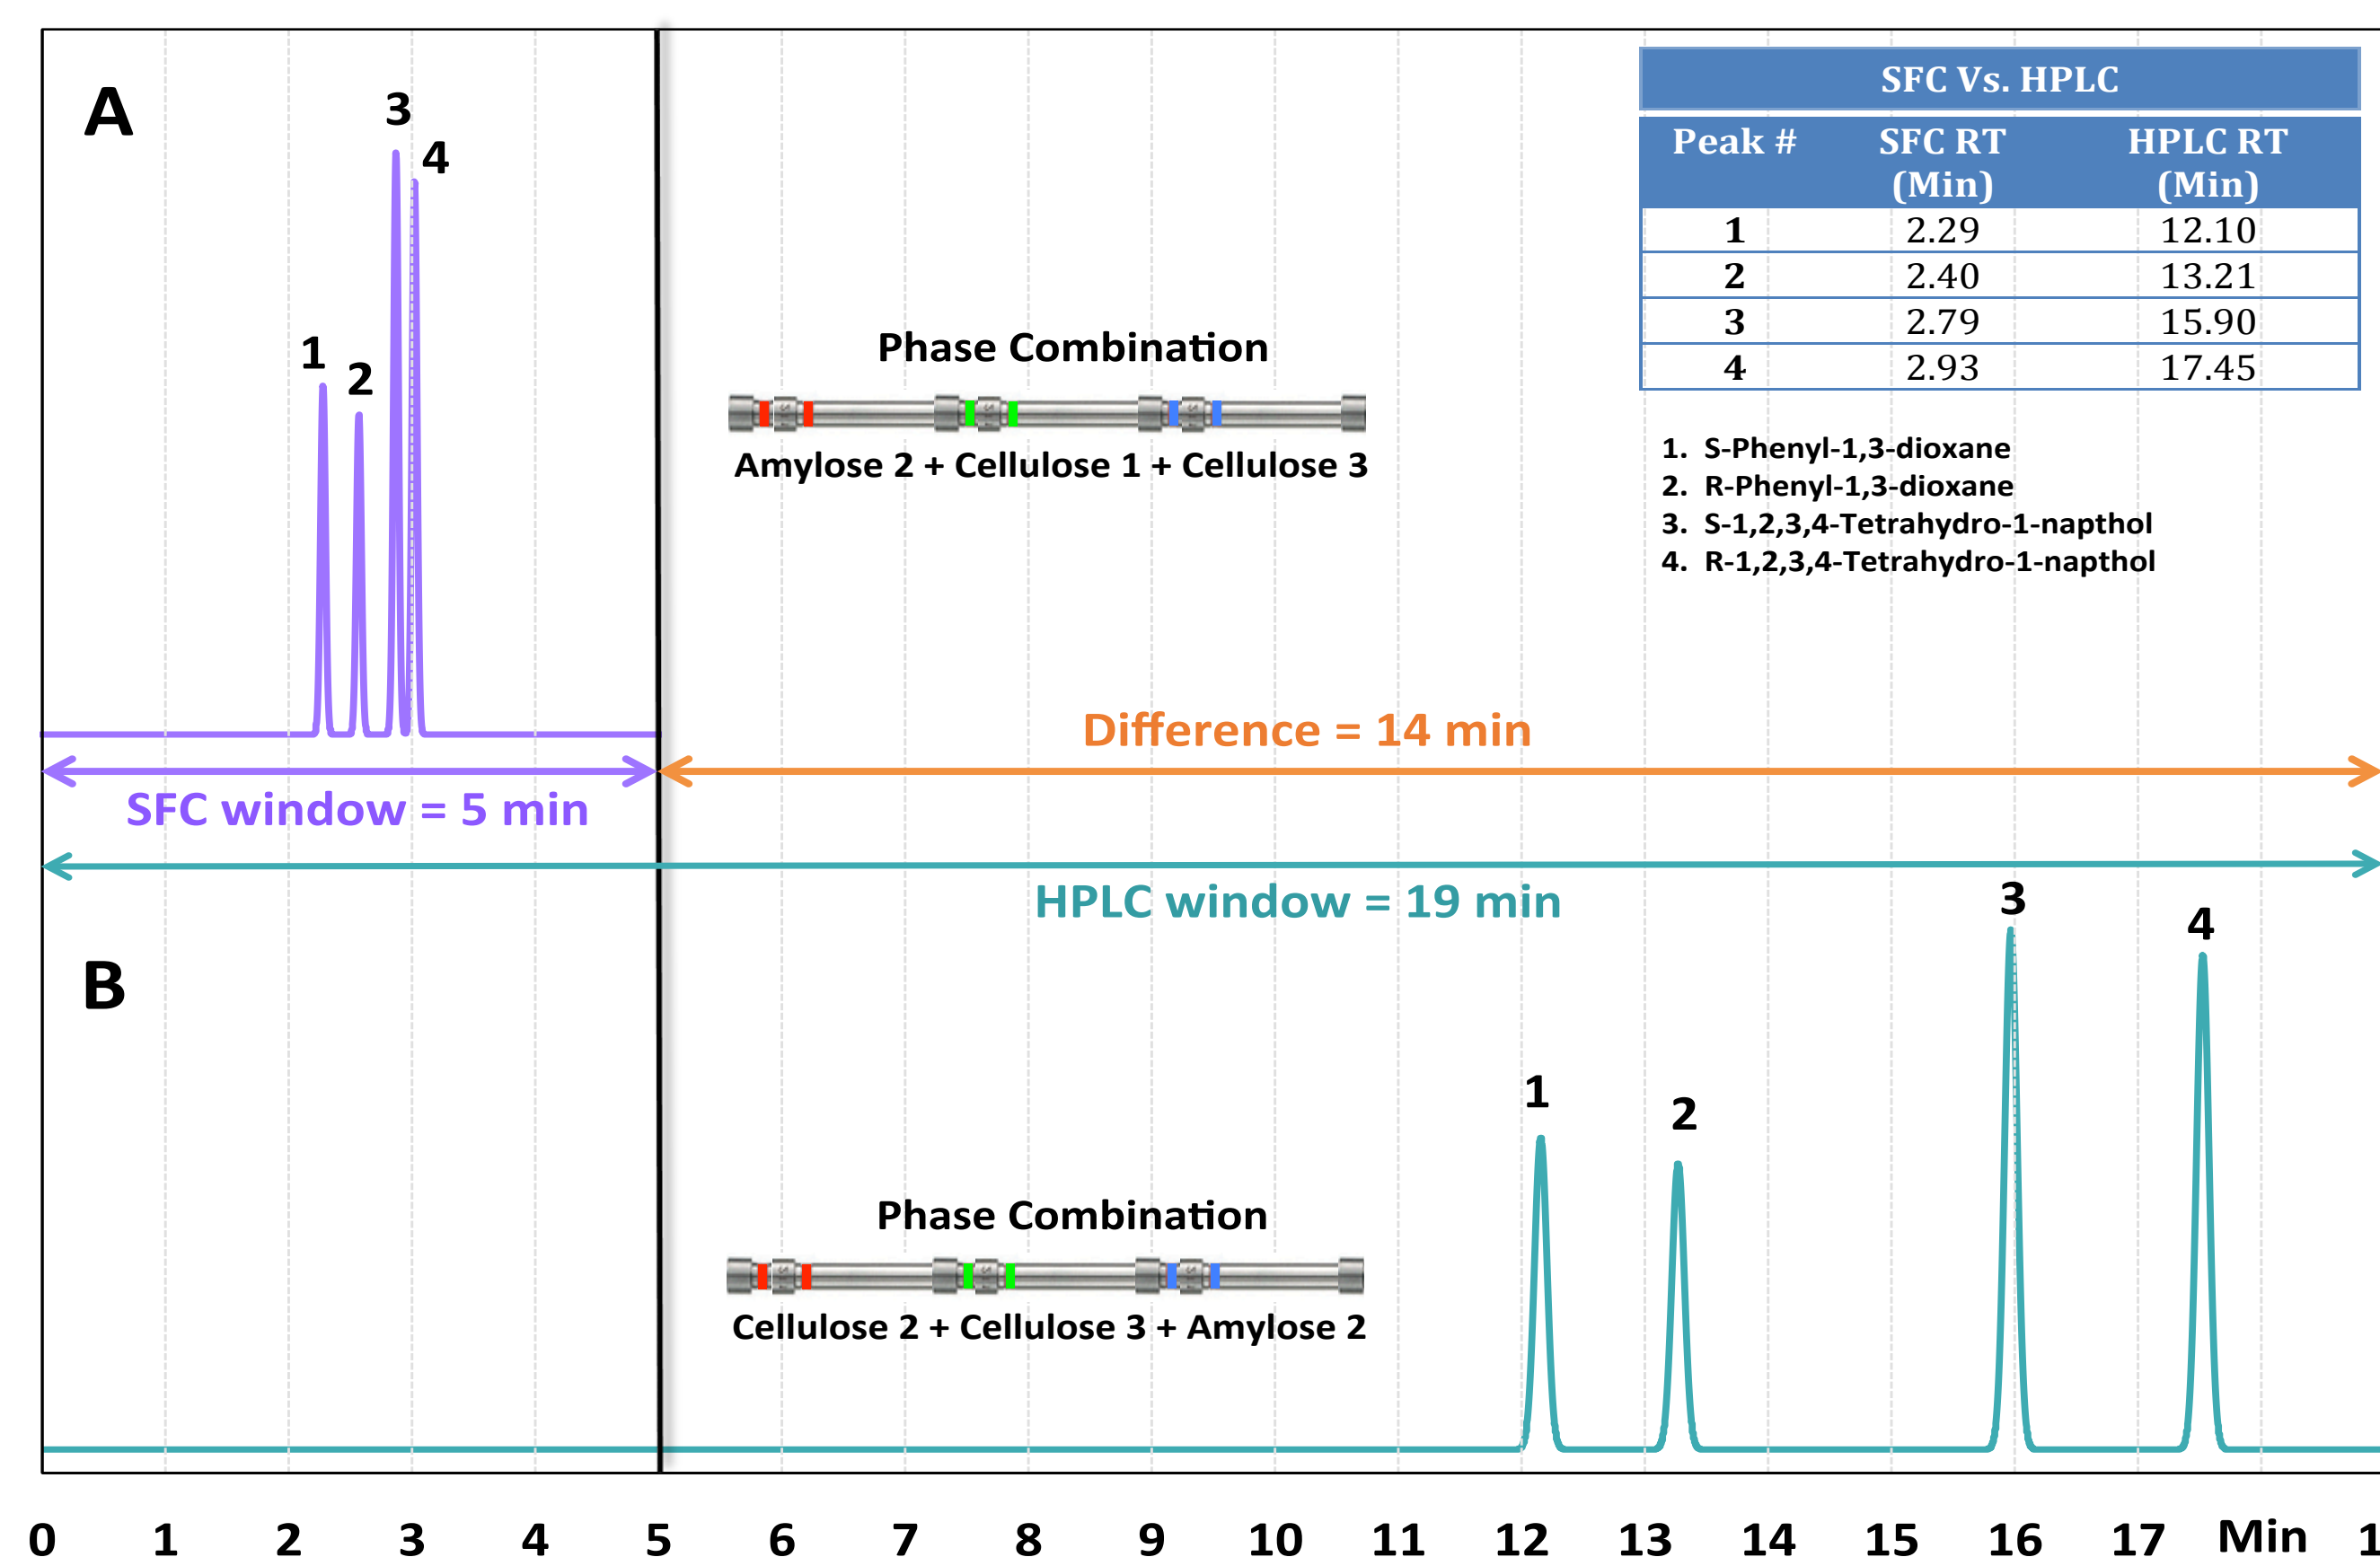 A
3
4
1
2
SFC Vs. HPLC
Peak # SFC RT (Min) HPLC RT (Min)
1 2.29 12.10
2 2.40 13.21
3 2.79 15.90
4 2.93 17.45
Phase Combination
Amylose 2 + Cellulose 1 + Cellulose 3
1. S-Phenyl-1,3-dioxane
2. R-Phenyl-1,3-dioxane
3. S-1,2,3,4-Tetrahydro-1-napthol
4. R-1,2,3,4-Tetrahydro-1-napthol
Difference = 14 min
SFC window = 5 min
HPLC window = 19 min
B
3
4
1
2
Phase Combination
Cellulose 2 + Cellulose 3 + Amylose 2
0 1 2 3 4 5 6 7 8 9 10 11 12 13 14 15 16 17 Min